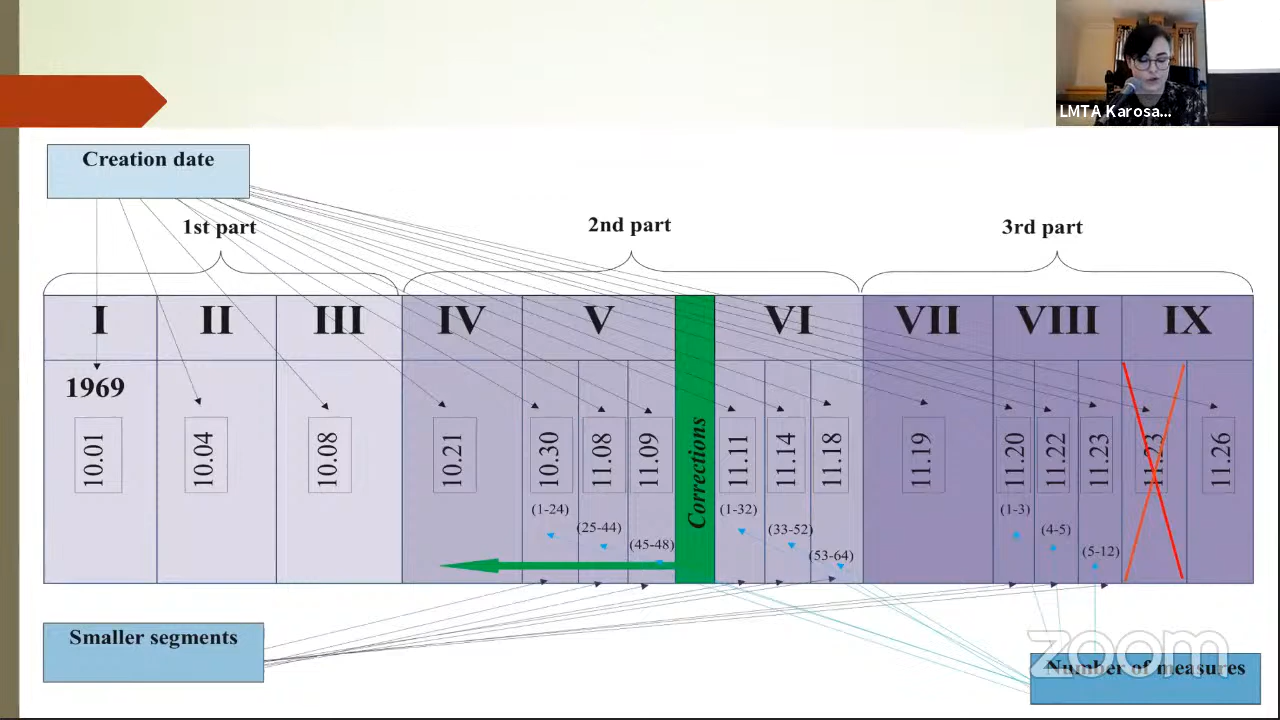 LMTA Karosa...
Creation date
1st part
2nd part
3rd part
I II III IV V VI VII VIII IX
1969
10.01
10.04
10.08
10.21
10.30
11.08
11.09
Corrections
11.11
11.14
11.18
11.19
11.20
11.22
11.23
11.23
11.26
(1-24)
(25-44)
(45-48)
(1-32)
(33-52)
(53-64)
(1-3)
(4-5)
(5-12)
Smaller segments
zoom
Number of measures